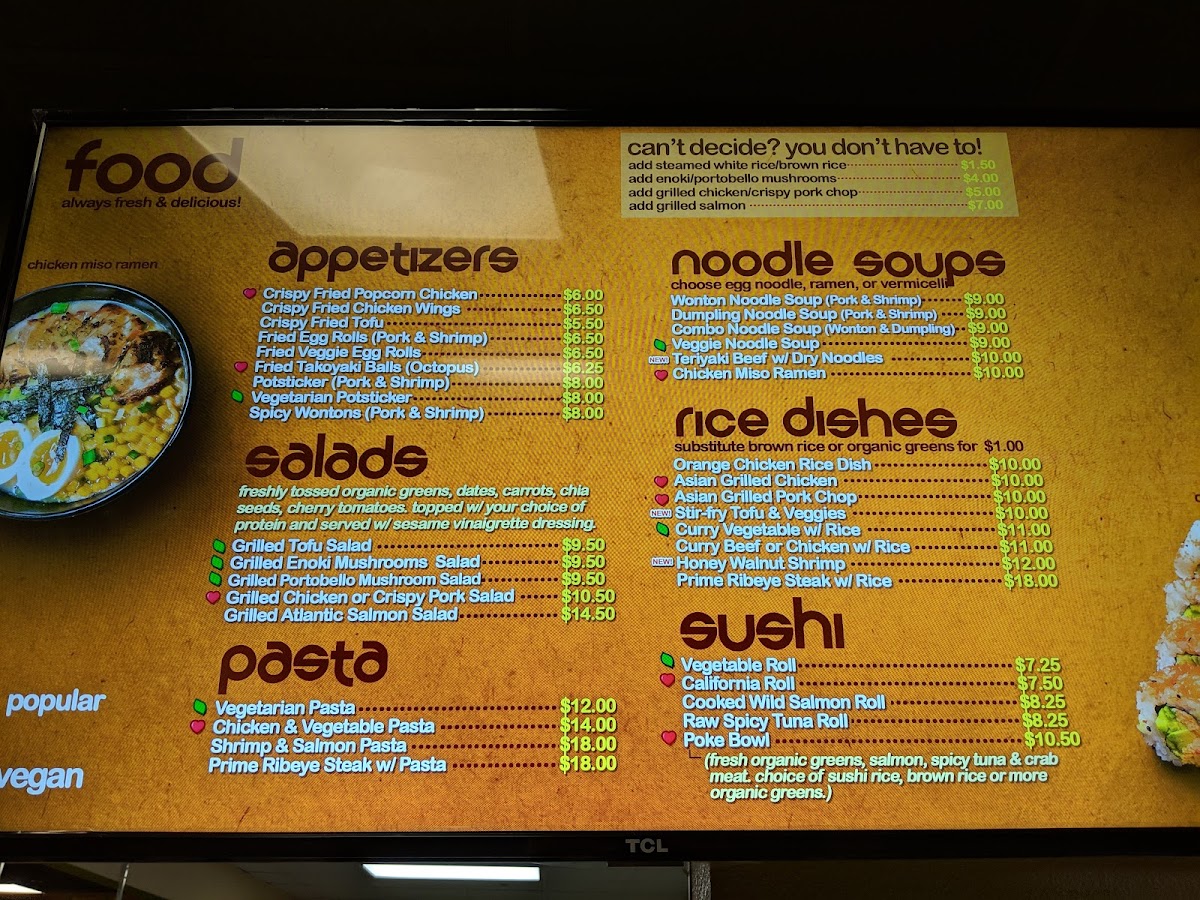 food
always fresh & delicious!
can't decide? you don't have to!
add steamed white rice/brown rice $1.50
add enoki/portobello mushrooms $4.00
add grilled chicken/crispy pork chop $5.00
add grilled salmon $7.00
chicken miso ramen
appetizers
Crispy Fried Popcorn Chicken $6.00
Crispy Fried Chicken Wings $6.50
Crispy Fried Tofu $5.50
Fried Egg Rolls (Pork & Shrimp) $6.50
Fried Veggie Egg Rolls $6.50
Fried Takoyaki Balls (Octopus) $6.25
Potsticker (Pork & Shrimp) $8.00
Vegetarian Potsticker $8.00
Spicy Wontons (Pork & Shrimp) $8.00
salads
freshly tossed organic greens, dates, carrots, chia
seeds, cherry tomatoes. topped w/ your choice of
protein and served w/ sesame vinaigrette dressing.
Grilled Tofu Salad $9.50
Grilled Enoki Mushrooms Salad $9.50
Grilled Portobello Mushroom Salad $9.50
Grilled Chicken or Crispy Pork Salad $10.50
Grilled Atlantic Salmon Salad $14.50
pasta
Vegetarian Pasta $12.00
Chicken & Vegetable Pasta $14.00
Shrimp & Salmon Pasta $18.00
Prime Ribeye Steak w/ Pasta $18.00
popular
vegan
noodle soups
choose egg noodle, ramen, or vermicelli
Wonton Noodle Soup (Pork & Shrimp) $9.00
Dumpling Noodle Soup (Pork & Shrimp) $9.00
Combo Noodle Soup (Wonton & Dumpling) $9.00
Veggie Noodle Soup $9.00
NEW! Teriyaki Beef w/ Dry Noodles $10.00
Chicken Miso Ramen $10.00
rice dishes
substitute brown rice or organic greens for $1.00
Orange Chicken Rice Dish $10.00
Asian Grilled Chicken $10.00
Asian Grilled Pork Chop $10.00
NEW! Stir-fry Tofu & Veggies $10.00
Curry Vegetable w/ Rice $11.00
Curry Beef or Chicken w/ Rice $11.00
NEW! Honey Walnut Shrimp $12.00
Prime Ribeye Steak w/ Rice $18.00
sushi
Vegetable Roll $7.25
California Roll $7.50
Cooked Wild Salmon Roll $8.25
Raw Spicy Tuna Roll $8.25
Poke Bowl $10.50
(fresh organic greens, salmon, spicy tuna & crab
meat. choice of sushi rice, brown rice or more
organic greens.)
TCL